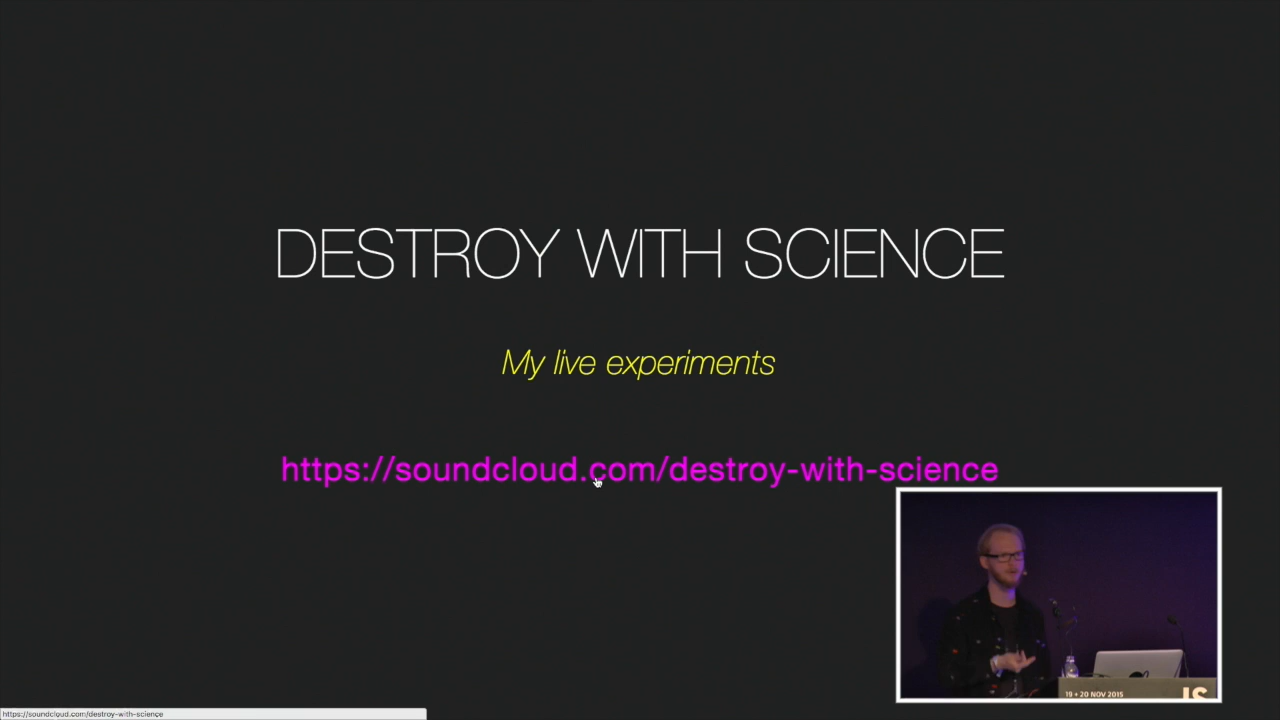 DESTROY WITH SCIENCE
My live experiments
https://soundcloud.com/destroy-with-science
19 + 20 NOV 2015
JS
https://soundcloud.com/destroy-with-science